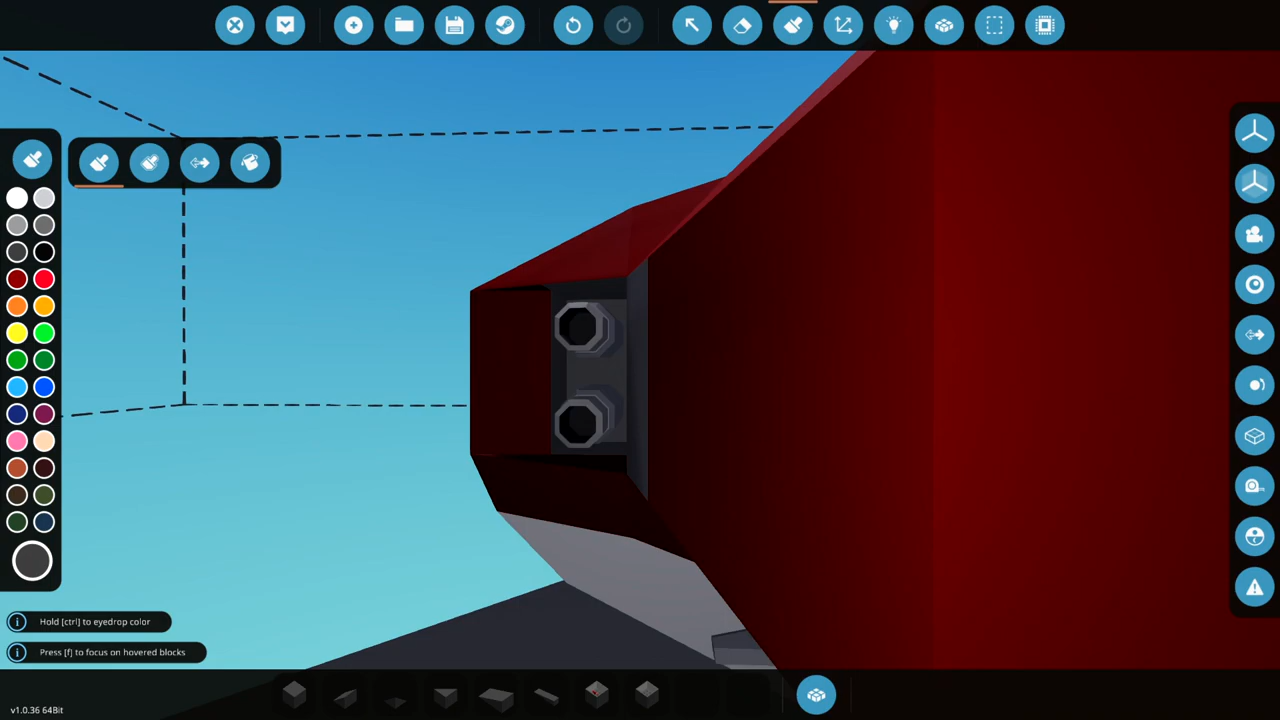 Hold [ctrl] to eyedrop color
Press [f] to focus on hovered blocks
v1.0.36 64Bit